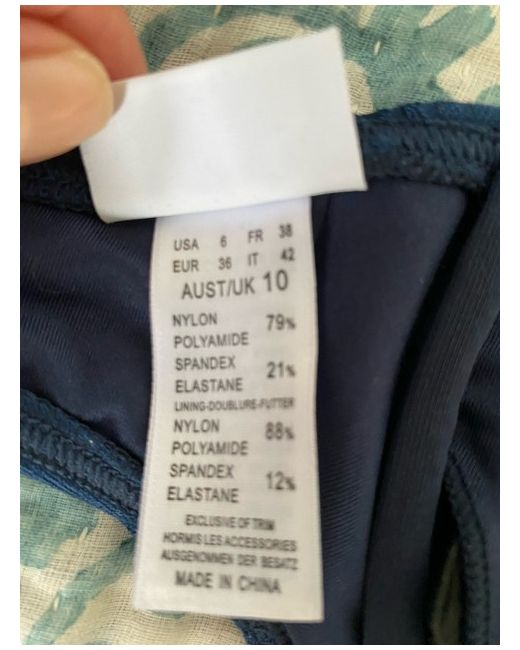 USA 6 FR 38
EUR 36 IT 42
AUST/UK 10
NYLON 79%
POLYAMIDE
SPANDEX 21%
ELASTANE
LINING-DOUBLURE-FUTTER
NYLON 88%
POLYAMIDE
SPANDEX 12%
ELASTANE
EXCLUSIVE OF TRIM
HORMIS LES ACCESSORIES
AUSGENOMMEN DER BESATZ
MADE IN CHINA